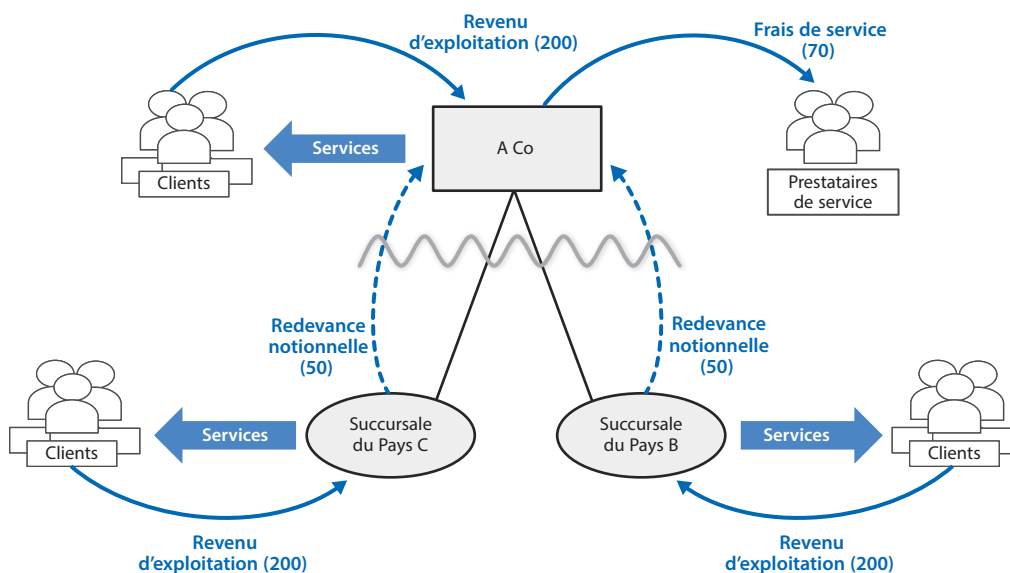 Revenu
d'exploitation (200)
Frais de service
(70)
Services
A Co
Clients
Prestataires
de service
Redevance
notionnelle
(50)
Redevance
notionnelle
(50)
Services
Succursale
du Pays C
Succursale
du Pays B
Services
Clients
Clients
Revenu
d'exploitation (200)
Revenu
d'exploitation (200)